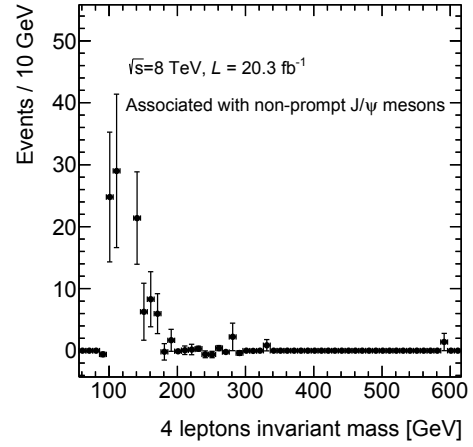 Events / 10 GeV
50
40
30
20
10
0
√s=8 TeV, L = 20.3 fb⁻¹
Associated with non-prompt J/ψ mesons
100 200 300 400 500 600
4 leptons invariant mass [GeV]